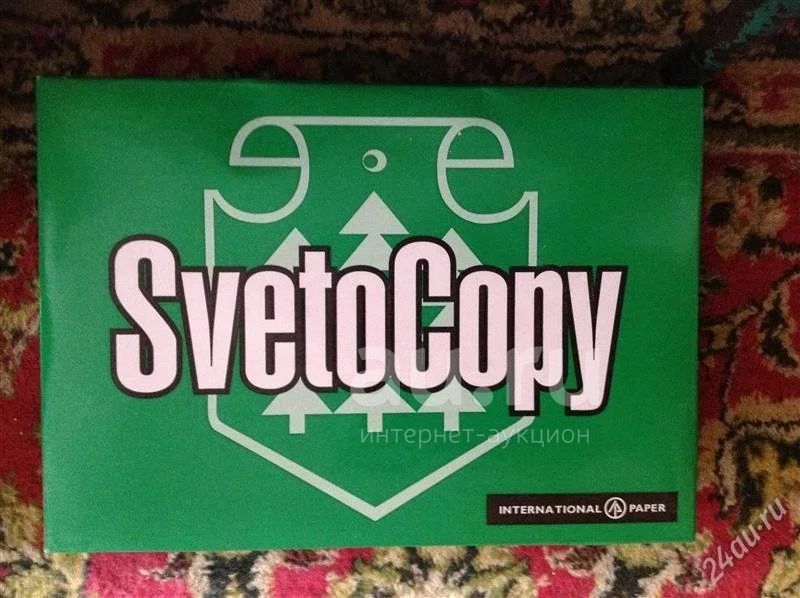 SvetoCopy
au.ru
интернет-аукцион
INTERNATIONAL PAPER
24au.ru